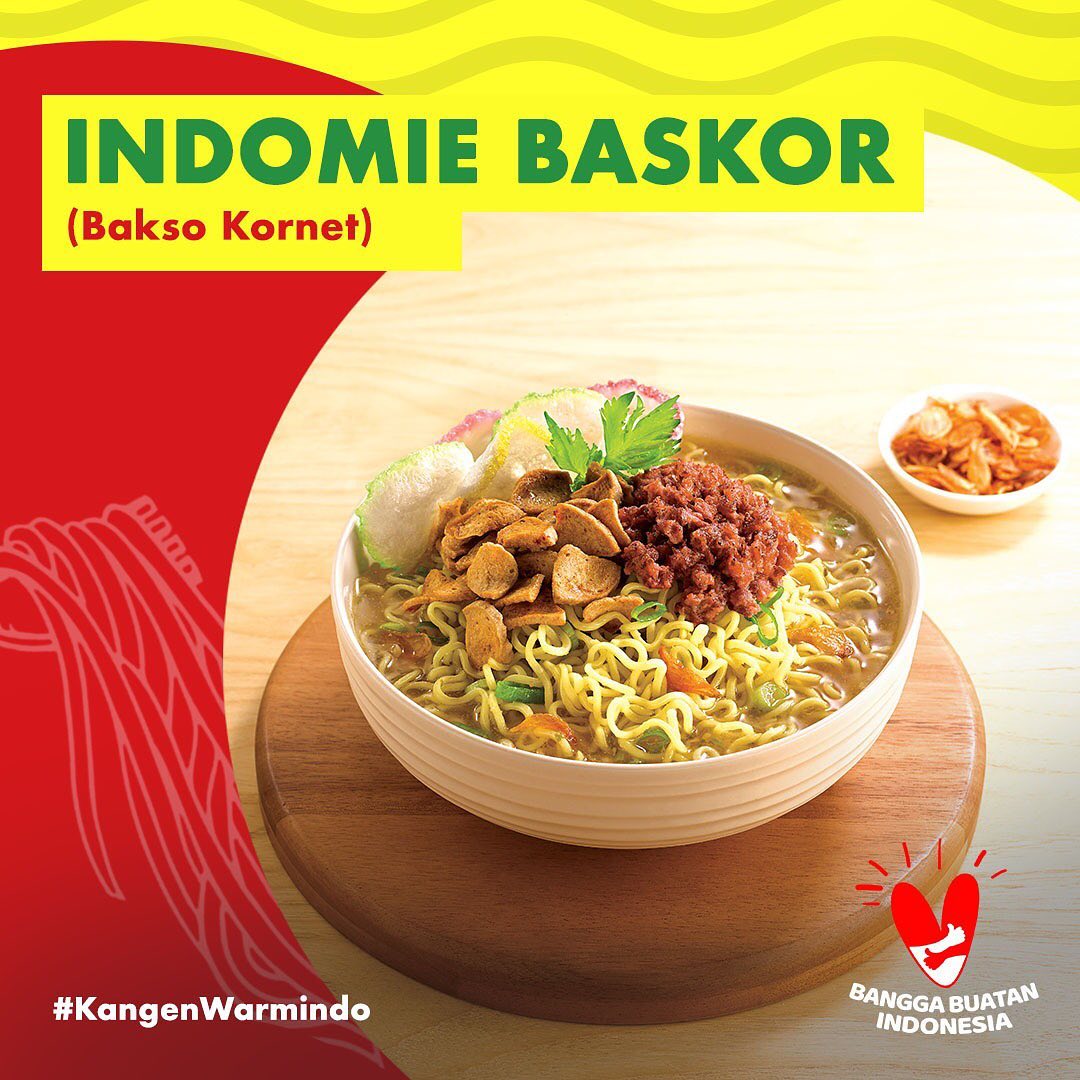 INDOMIE BASKOR
(Bakso Kornet)
#KangenWarmindo
BANGGA BUATAN
INDONESIA